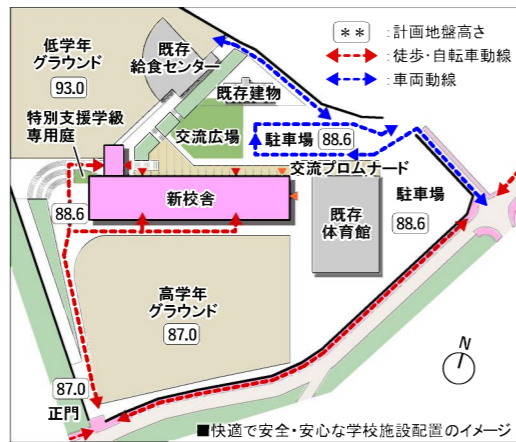 低学年
グラウンド
93.0
既存
給食センター
** :計画地盤高さ
:徒歩・自転車動線
:車両動線
既存建物
特別支援学級
専用庭
交流広場
駐車場 88.6
交流プロムナード
新校舎
駐車場
88.6
88.6
既存
体育館
高学年
グラウンド
87.0
87.0
正門
N
■快適で安全・安心な学校施設配置のイメージ